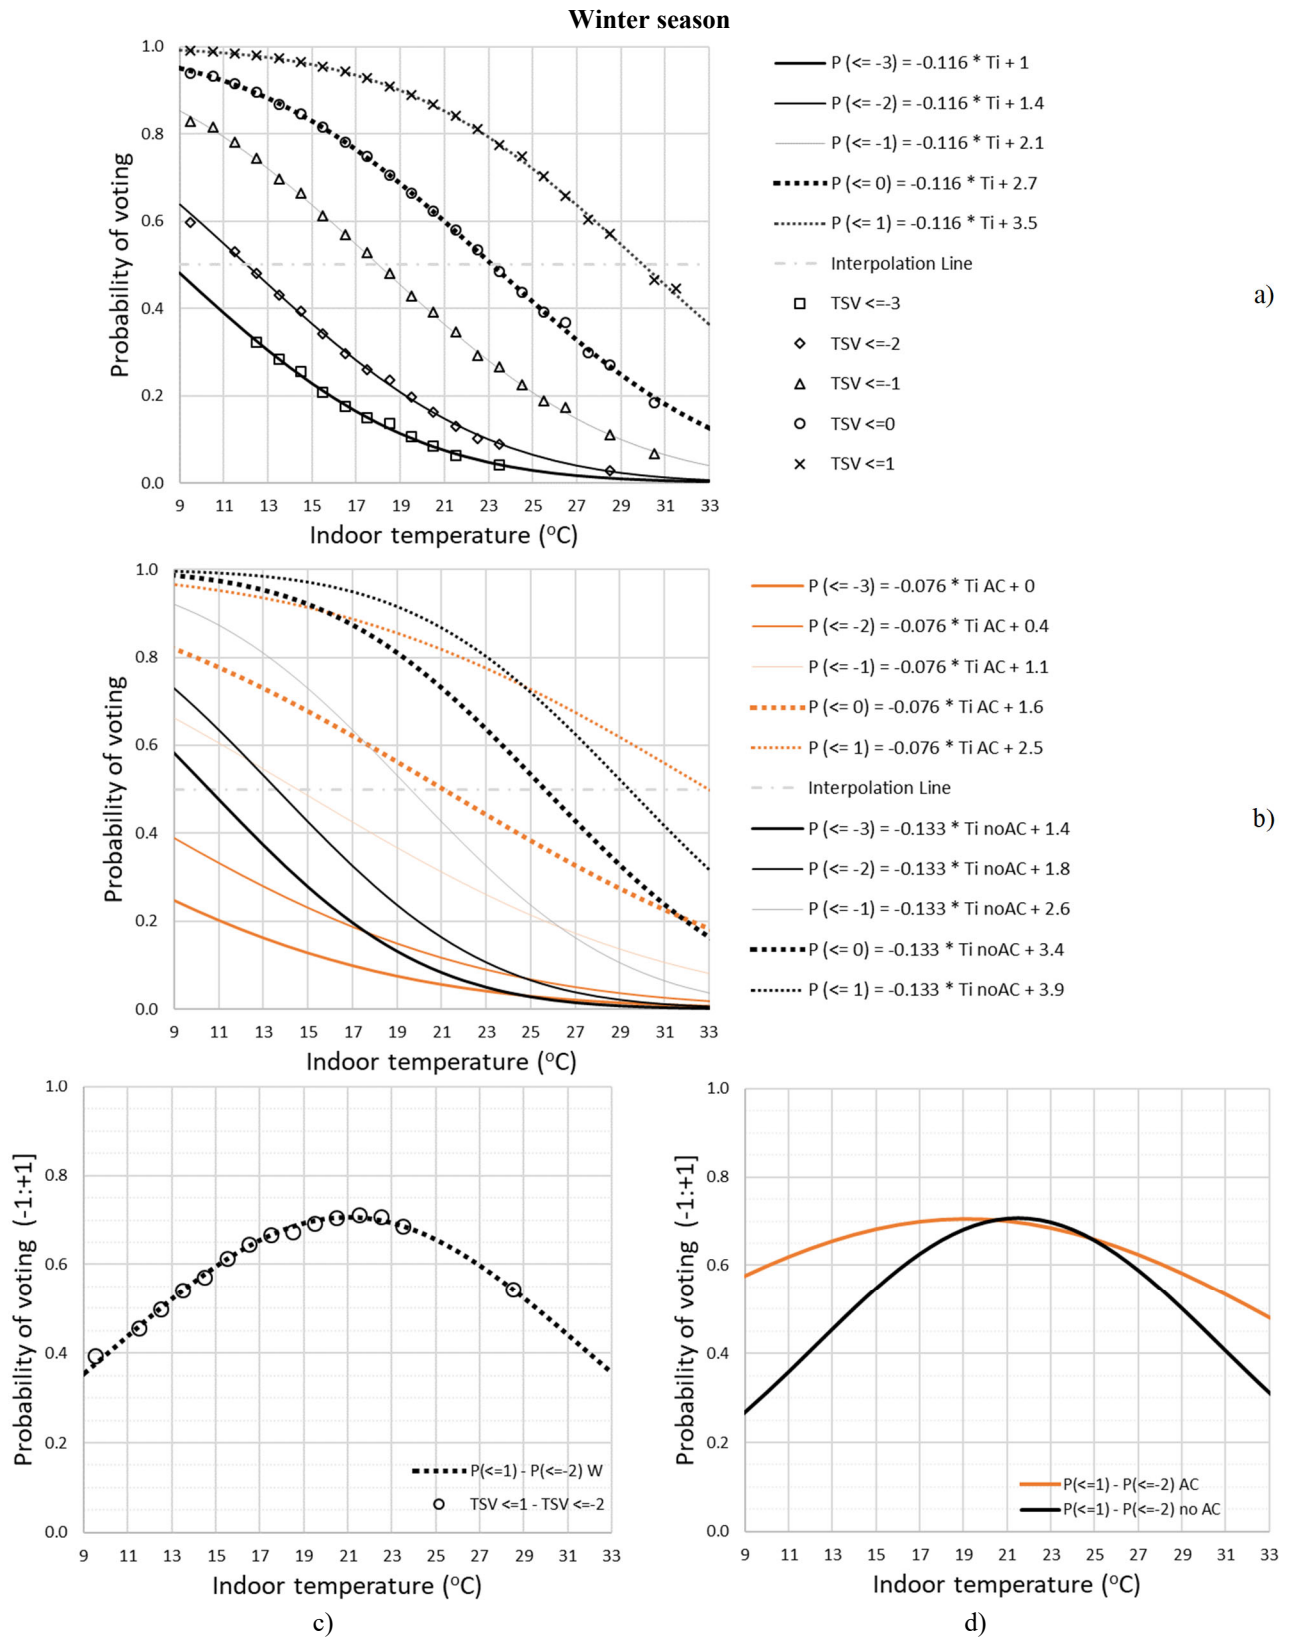 Winter season
1.0
0.8
0.6
0.4
0.2
0.0
Probability of voting
9 11 13 15 17 19 21 23 25 27 29 31 33
Indoor temperature (°C)
P (<= -3) = -0.116 * Ti + 1
P (<= -2) = -0.116 * Ti + 1.4
P (<= -1) = -0.116 * Ti + 2.1
P (<= 0) = -0.116 * Ti + 2.7
P (<= 1) = -0.116 * Ti + 3.5
Interpolation Line
TSV <=-3
TSV <=-2
TSV <=-1
TSV <=0
TSV <=1
a)
1.0
0.8
0.6
0.4
0.2
0.0
Probability of voting
9 11 13 15 17 19 21 23 25 27 29 31 33
Indoor temperature (°C)
P (<= -3) = -0.076 * Ti AC + 0
P (<= -2) = -0.076 * Ti AC + 0.4
P (<= -1) = -0.076 * Ti AC + 1.1
P (<= 0) = -0.076 * Ti AC + 1.6
P (<= 1) = -0.076 * Ti AC + 2.5
Interpolation Line
P (<= -3) = -0.133 * Ti noAC + 1.4
P (<= -2) = -0.133 * Ti noAC + 1.8
P (<= -1) = -0.133 * Ti noAC + 2.6
P (<= 0) = -0.133 * Ti noAC + 3.4
P (<= 1) = -0.133 * Ti noAC + 3.9
b)
1.0
0.8
0.6
0.4
0.2
0.0
Probability of voting (-1:+1]
P(<=1) - P(<=-2) W
TSV <=1 - TSV <=-2
9 11 13 15 17 19 21 23 25 27 29 31 33
Indoor temperature (°C)
c)
1.0
0.8
0.6
0.4
0.2
0.0
Probability of voting (-1:+1]
P(<=1) - P(<=-2) AC
P(<=1) - P(<=-2) no AC
9 11 13 15 17 19 21 23 25 27 29 31 33
Indoor temperature (°C)
d)